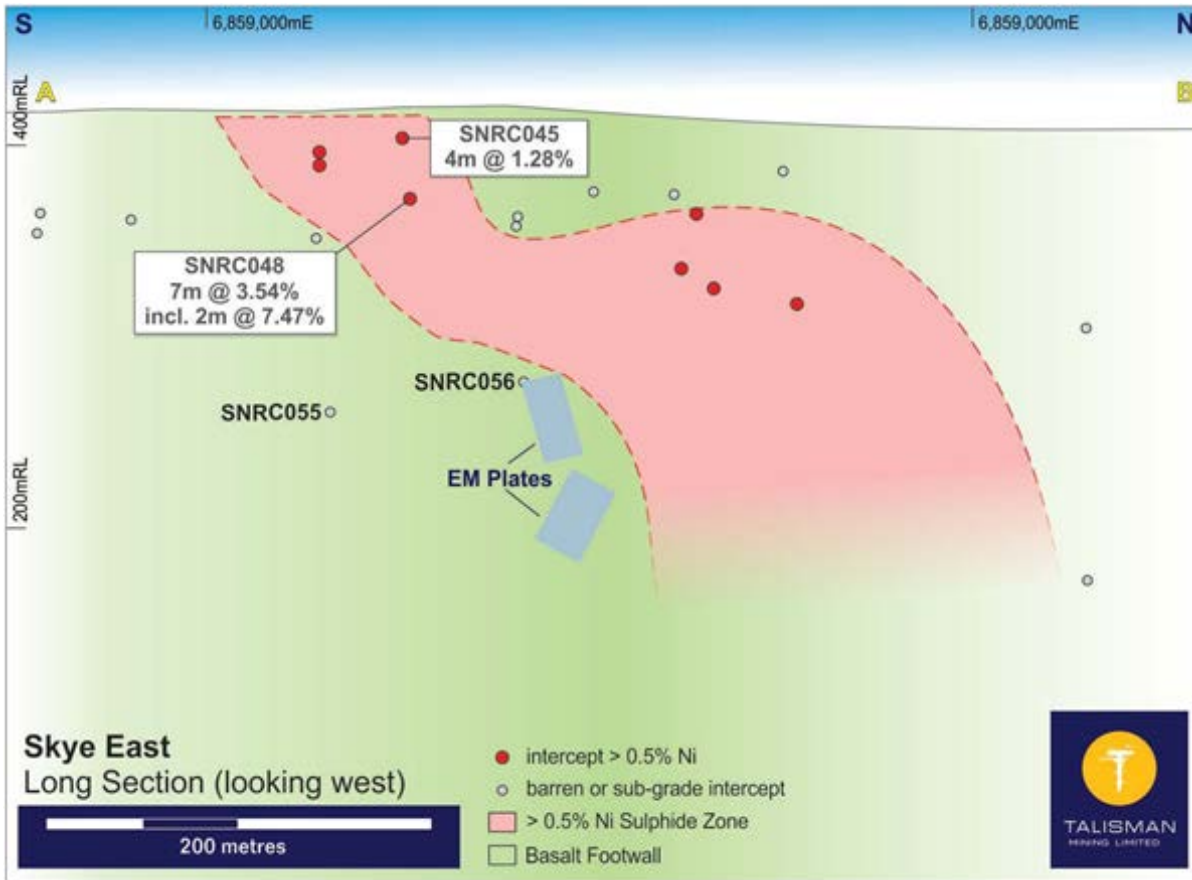 S
6,859,000mE
6,859,000mE
N
A
B
400mRL
SNRC045
4m @ 1.28%
SNRC048
7m @ 3.54%
incl. 2m @ 7.47%
SNRC056
SNRC055
EM Plates
200mRL
Skye East
Long Section (looking west)
200 metres
intercept > 0.5% Ni
barren or sub-grade intercept
> 0.5% Ni Sulphide Zone
Basalt Footwall
TALISMAN
MINING LIMITED